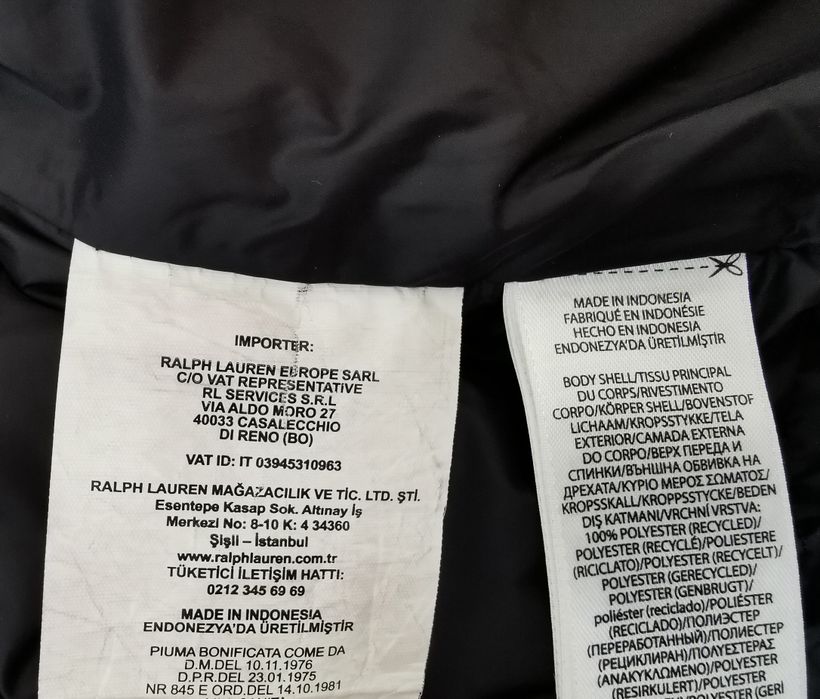 IMPORTER:
RALPH LAUREN EUROPE SARL
C/O VAT REPRESENTATIVE
RL SERVICES S.R.L
VIA ALDO MORO 27
40033 CASALECCHIO
DI RENO (BO)
VAT ID: IT 03945310963
RALPH LAUREN MAĞAZACILIK VE TİC. LTD. ŞTİ.
Esentepe Kasap Sok. Altınay İş
Merkezi No: 8-10 K: 4 34360
Şişli – İstanbul
www.ralphlauren.com.tr
TÜKETİCİ İLETİŞİM HATTI:
0212 345 69 69
MADE IN INDONESIA
ENDONEZYA'DA ÜRETİLMİŞTİR
PIUMA BONIFICATA COME DA
D.M.DEL 10.11.1976
D.P.R.DEL 23.01.1975
NR 845 E ORD.DEL 14.10.1981
MADE IN INDONESIA
FABRIQUÉ EN INDONÉSIE
HECHO EN INDONESIA
ENDONEZYA'DA ÜRETİLMİŞTİR
BODY SHELL/TISSU PRINCIPAL
DU CORPS/RIVESTIMENTO
CORPO/KÖRPER SHELL/BOVENSTOF
LICHAAM/KROPSSTYKKE/TELA
EXTERIOR/CAMADA EXTERNA
DO CORPO/ВЕРХ ПЕРЕДА И
СПИНКИ/ВЪНШНА ОБВИВКА НА
ДРЕХАТА/ΚΥΡΙΟ ΜΕΡΟΣ ΣΩΜΑΤΟΣ/
KROPSSKALL/KROPPSSTYCKE/BEDEN
DIŞ KATMANI/VRCHNÍ VRSTVA:
100% POLYESTER (RECYCLED)/
POLYESTER (RECYCLÉ)/POLIESTERE
(RICICLATO)/POLYESTER (RECYCELT)/
POLYESTER (GERECYCLED)/
POLYESTER (GENBRUGT)/
poliéster (reciclado)/POLIÉSTER
(RECICLADO)/ПОЛИЭСТЕР
(ПЕРЕРАБОТАННЫЙ)/ПОЛИЕСТЕР
(РЕЦИКЛИРАН)/ΠΟΛΥΕΣΤΕΡΑΣ
(ΑΝΑΚΥΚΛΩΜΕΝΟ)/POLYESTER
(RESIRKULERT)/POLYESTER
POLYESTER (GERİ